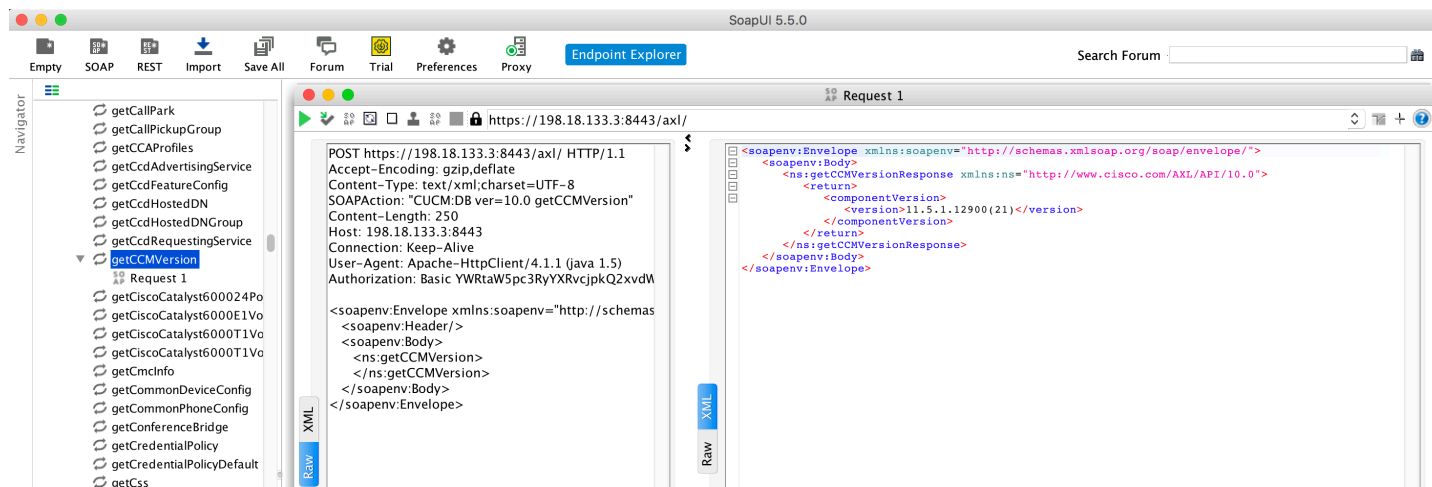 SoapUI 5.5.0
Empty SOAP REST Import Save All Forum Trial Preferences Proxy
Endpoint Explorer
Search Forum
Navigator
getCallPark
getCallPickupGroup
getCCAProfiles
getCcdAdvertisingService
getCcdFeatureConfig
getCcdHostedDN
getCcdHostedDNGroup
getCcdRequestingService
getCCMVersion
Request 1
getCiscoCatalyst600024Po
getCiscoCatalyst6000E1Vo
getCiscoCatalyst6000T1Vo
getCiscoCatalyst6000T1Vo
getCmcInfo
getCommonDeviceConfig
getCommonPhoneConfig
getConferenceBridge
getCredentialPolicy
getCredentialPolicyDefault
getCss
Request 1
https://198.18.133.3:8443/axl/
POST https://198.18.133.3:8443/axl/ HTTP/1.1
Accept-Encoding: gzip,deflate
Content-Type: text/xml;charset=UTF-8
SOAPAction: "CUCM:DB ver=10.0 getCCMVersion"
Content-Length: 250
Host: 198.18.133.3:8443
Connection: Keep-Alive
User-Agent: Apache-HttpClient/4.1.1 (java 1.5)
Authorization: Basic YWRtaW5pc3RyYXRvcjpkQ2xvdW
<soapenv:Envelope xmlns:soapenv="http://schemas
<soapenv:Header/>
<soapenv:Body>
<ns:getCCMVersion>
</ns:getCCMVersion>
</soapenv:Body>
</soapenv:Envelope>
XML
Raw
<soapenv:Envelope xmlns:soapenv="http://schemas.xmlsoap.org/soap/envelope/">
<soapenv:Body>
<ns:getCCMVersionResponse xmlns:ns="http://www.cisco.com/AXL/API/10.0">
<return>
<componentVersion>
<version>11.5.1.12900(21)</version>
</componentVersion>
</return>
</ns:getCCMVersionResponse>
</soapenv:Body>
</soapenv:Envelope>
XML
Raw